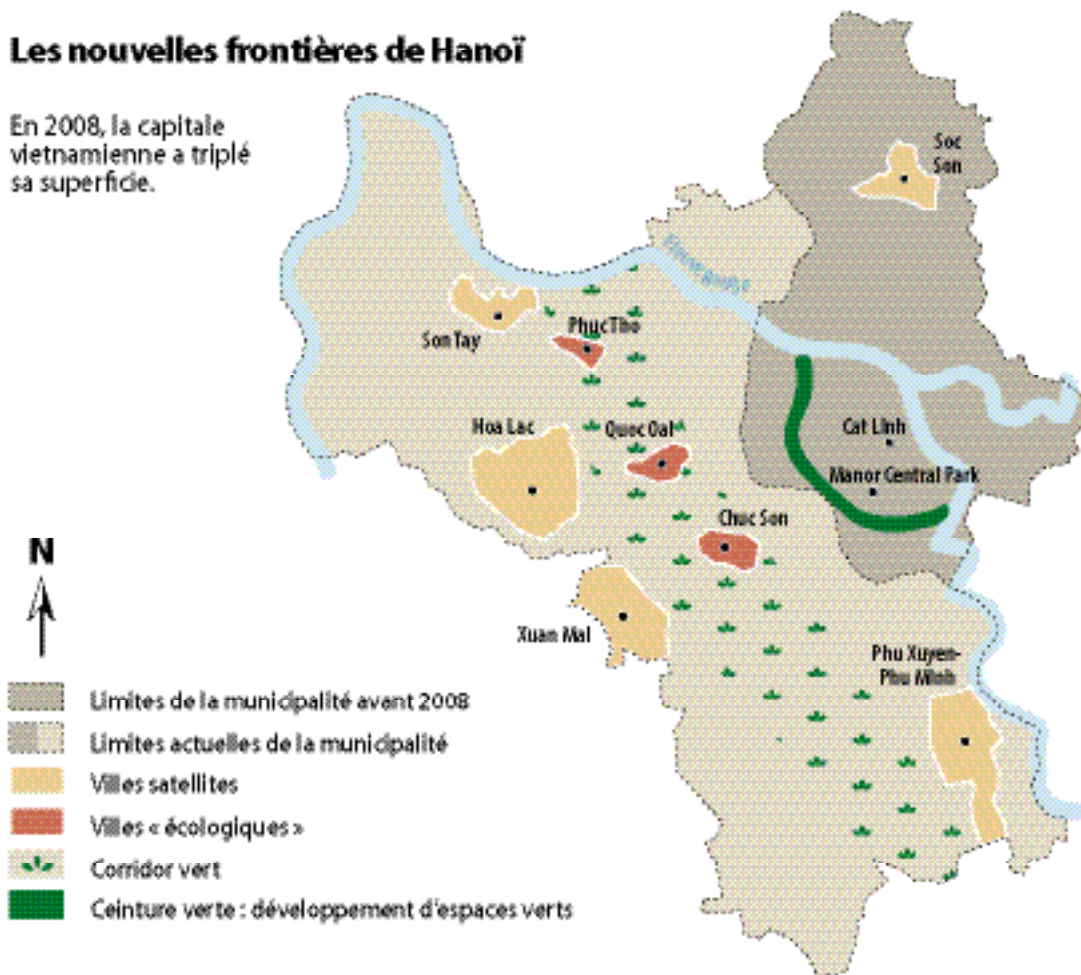 Les nouvelles frontières de Hanoï
En 2008, la capitale
vietnamienne a triplé
sa superficie.
Soc
Son
Fleuve Rouge
Son Tay
Phuc Tho
Hoa Lac
Quoc Oai
Cat Linh
Manor Central Park
Chuc Son
Xuan Mai
Phu Xuyen-
Phu Minh
N
Limites de la municipalité avant 2008
Limites actuelles de la municipalité
Villes satellites
Villes « écologiques »
Corridor vert
Ceinture verte : développement d'espaces verts